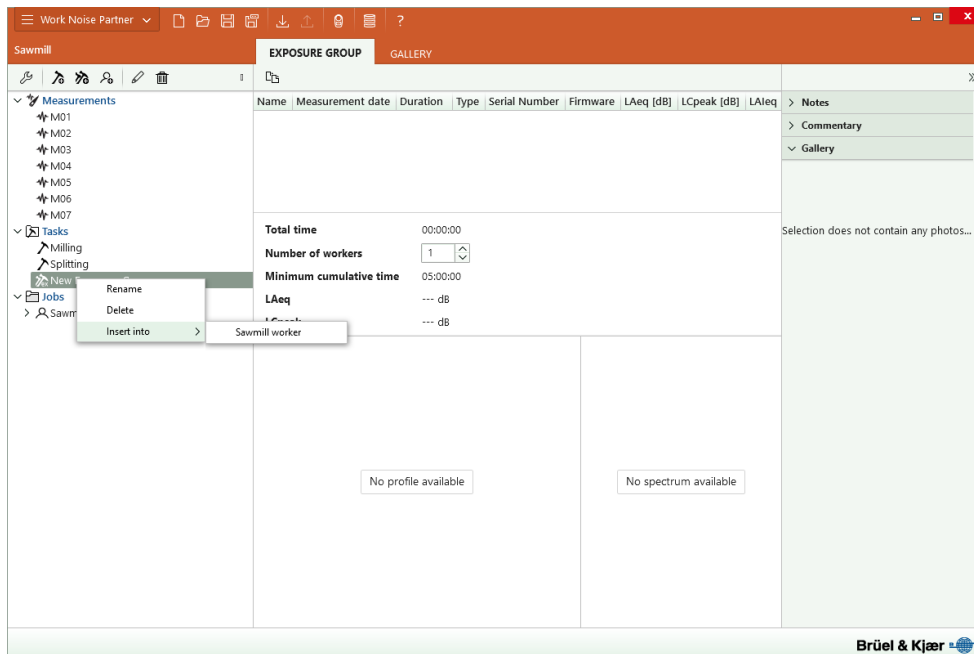 Work Noise Partner
?
Sawmill
EXPOSURE GROUP
GALLERY
Measurements
M01
M02
M03
M04
M05
M06
M07
Tasks
Milling
Splitting
New
Jobs
Rename
Delete
Insert into
Sawmill worker
Name Measurement date Duration Type Serial Number Firmware LAeq [dB] LCpeak [dB] LAIeq
Total time 00:00:00
Number of workers 1
Minimum cumulative time 05:00:00
LAeq --- dB
LCpeak --- dB
No profile available
No spectrum available
Notes
Commentary
Gallery
Selection does not contain any photos...
Brüel & Kjær